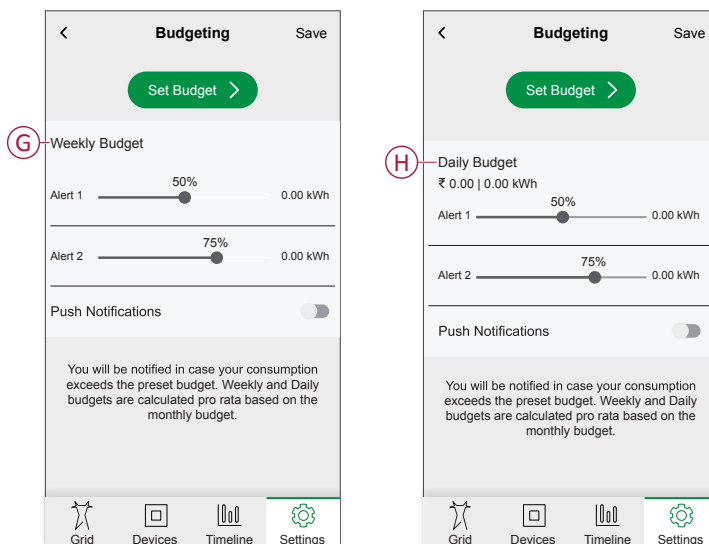 Budgeting
Save
Set Budget
G
Weekly Budget
50%
Alert 1
0.00 kWh
75%
Alert 2
0.00 kWh
Push Notifications
You will be notified in case your consumption
exceeds the preset budget. Weekly and Daily
budgets are calculated pro rata based on the
monthly budget.
Grid
Devices
Timeline
Settings
Budgeting
Save
Set Budget
H
Daily Budget
₹ 0.00 | 0.00 kWh
50%
Alert 1
0.00 kWh
75%
Alert 2
0.00 kWh
Push Notifications
You will be notified in case your consumption
exceeds the preset budget. Weekly and Daily
budgets are calculated pro rata based on the
monthly budget.
Grid
Devices
Timeline
Settings